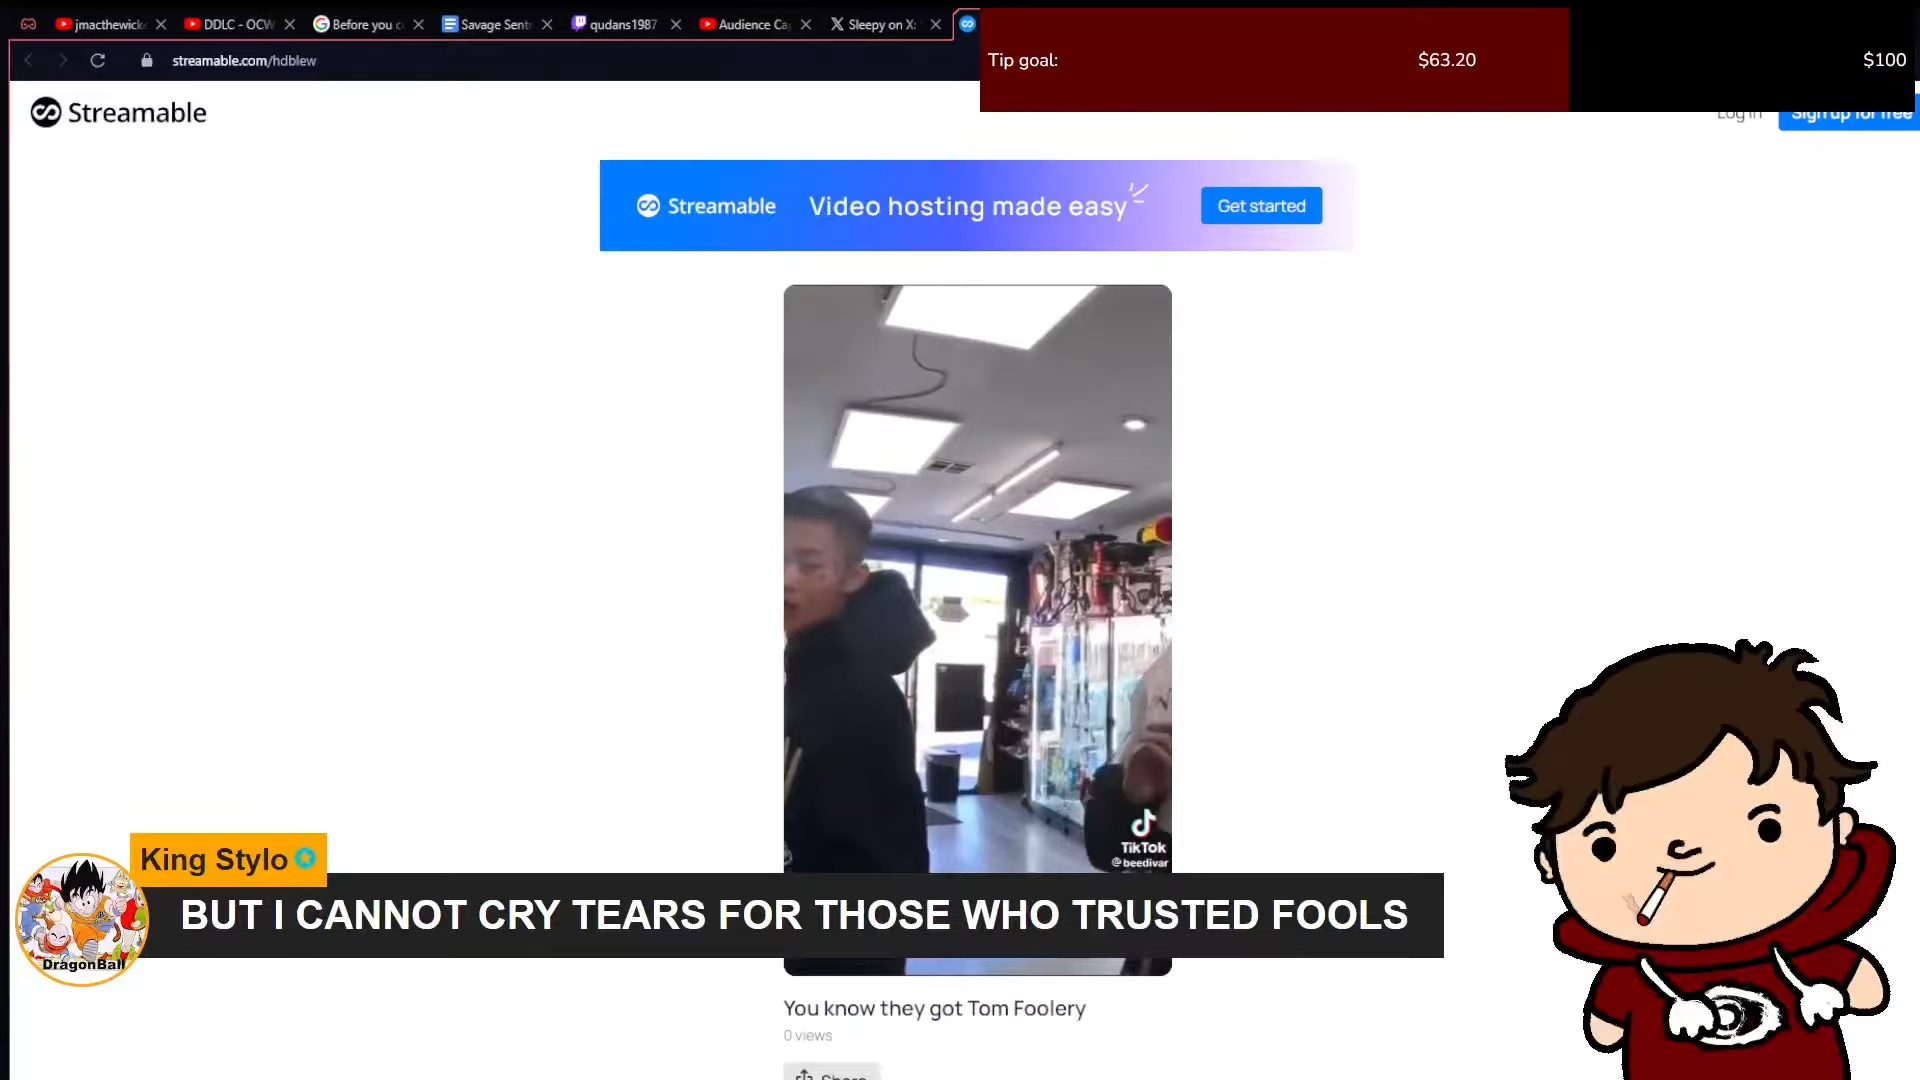 jmacthewicke
DDLC - OCW
Before you c
Savage Sent
qudans1987
Audience Ca
Sleepy on X:
streamable.com/hdblew
Tip goal:
$63.20
$100
Streamable
Log in
Sign up for free
Streamable
Video hosting made easy
Get started
TikTok
@beedivar
King Stylo
BUT I CANNOT CRY TEARS FOR THOSE WHO TRUSTED FOOLS
DragonBall
You know they got Tom Foolery
0 views
Share